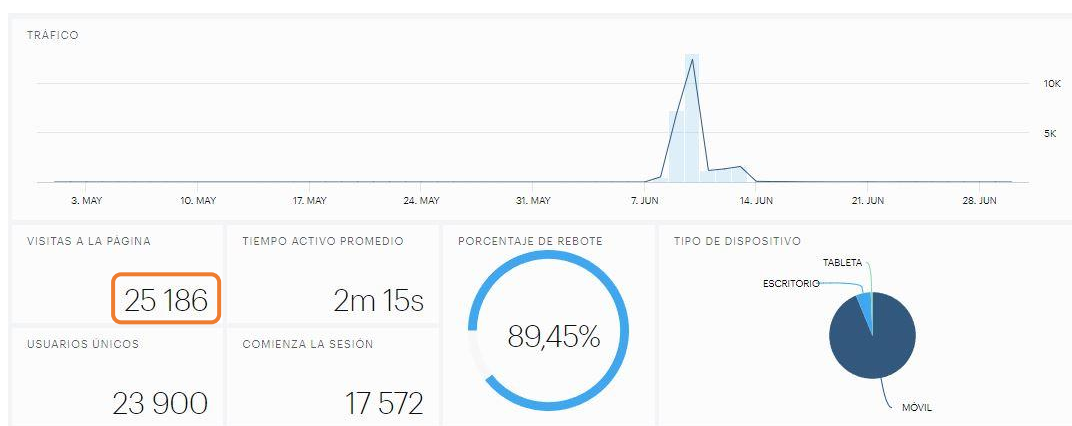 TRÁFICO
10K
5K
3. MAY 10. MAY 17. MAY 24. MAY 31. MAY 7. JUN 14. JUN 21. JUN 28. JUN
VISITAS A LA PÁGINA
25 186
TIEMPO ACTIVO PROMEDIO
2m 15s
PORCENTAJE DE REBOTE
89,45%
TIPO DE DISPOSITIVO
TABLETA
ESCRITORIO
MÓVIL
USUARIOS ÚNICOS
23 900
COMIENZA LA SESIÓN
17 572